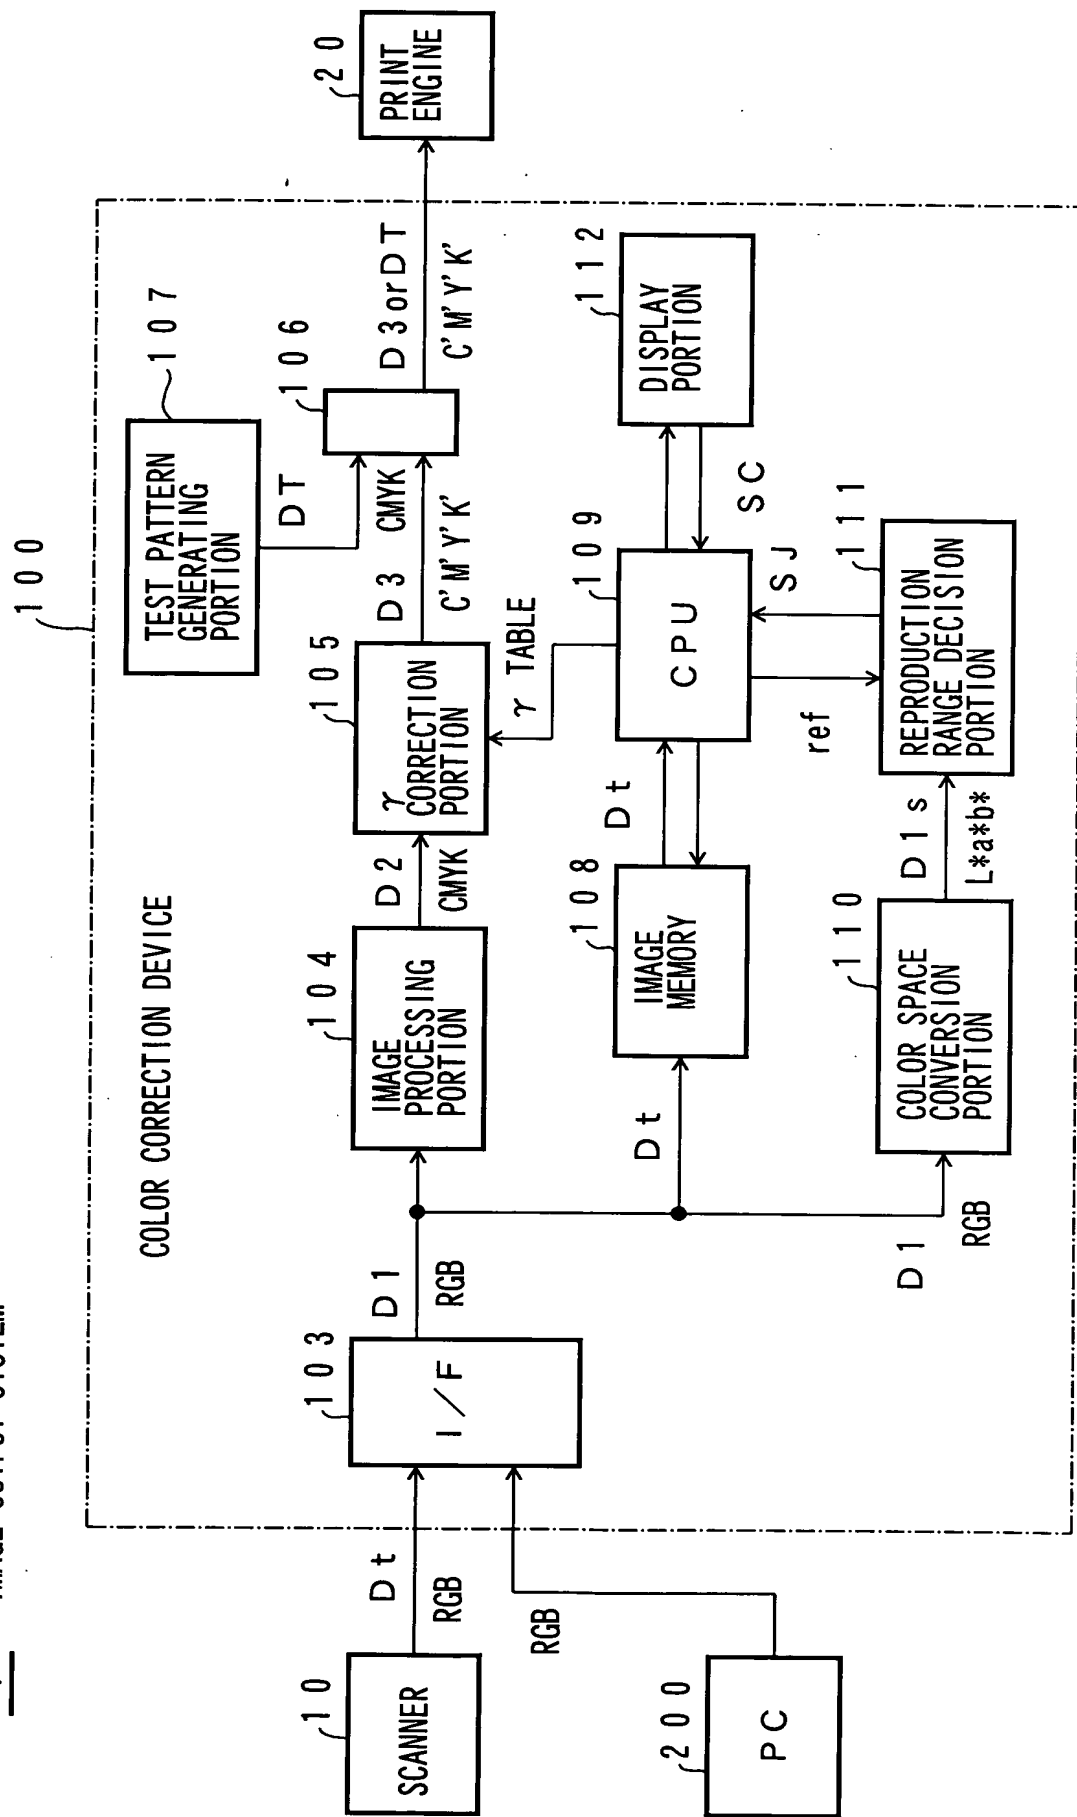 100
COLOR CORRECTION DEVICE
TEST PATTERN
GENERATING
PORTION
107
DT
CMYK
106
D3orDT
C'M'Y'K'
20
PRINT
ENGINE
10
SCANNER
Dt
RGB
103
I/F
D1
RGB
104
IMAGE
PROCESSING
PORTION
D2
CMYK
105
γ
CORRECTION
PORTION
D3
C'M'Y'K'
γ TABLE
200
PC
RGB
Dt
108
IMAGE
MEMORY
Dt
109
CPU
112
DISPLAY
PORTION
SC
SJ
ref
D1
RGB
110
COLOR SPACE
CONVERSION
PORTION
D1s
L*a*b*
111
REPRODUCTION
RANGE DECISION
PORTION